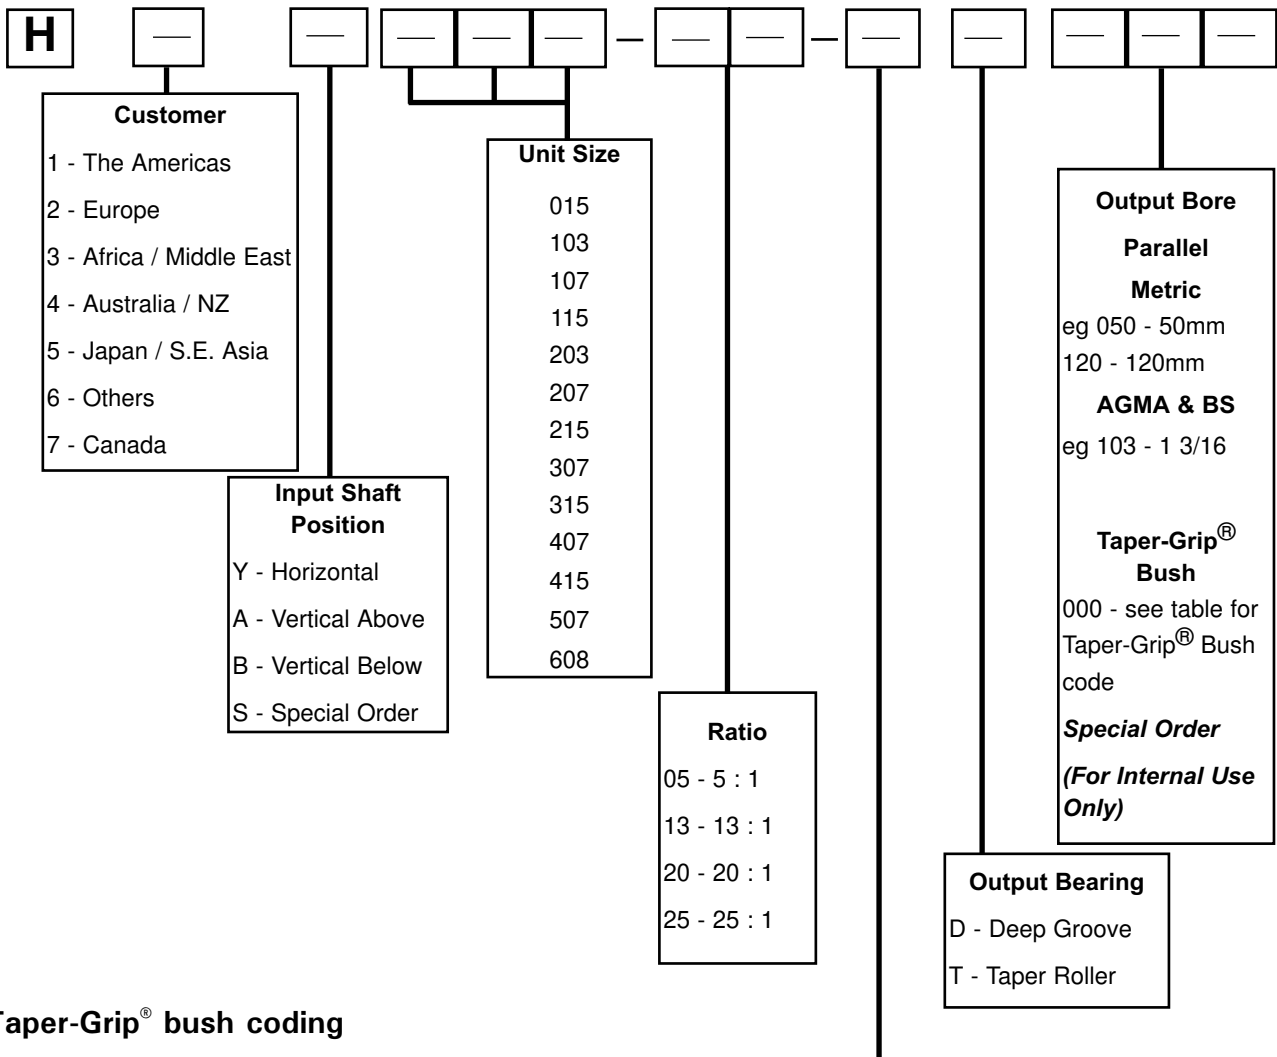 H
Customer
1 - The Americas
2 - Europe
3 - Africa / Middle East
4 - Australia / NZ
5 - Japan / S.E. Asia
6 - Others
7 - Canada
Input Shaft
Position
Y - Horizontal
A - Vertical Above
B - Vertical Below
S - Special Order
Unit Size
015
103
107
115
203
207
215
307
315
407
415
507
608
Ratio
05 - 5 : 1
13 - 13 : 1
20 - 20 : 1
25 - 25 : 1
Output Bearing
D - Deep Groove
T - Taper Roller
Output Bore
Parallel
Metric
eg 050 - 50mm
120 - 120mm
AGMA & BS
eg 103 - 1 3/16
Taper-Grip®
Bush
000 - see table for
Taper-Grip® Bush
code
Special Order
(For Internal Use
Only)
Taper-Grip® bush coding